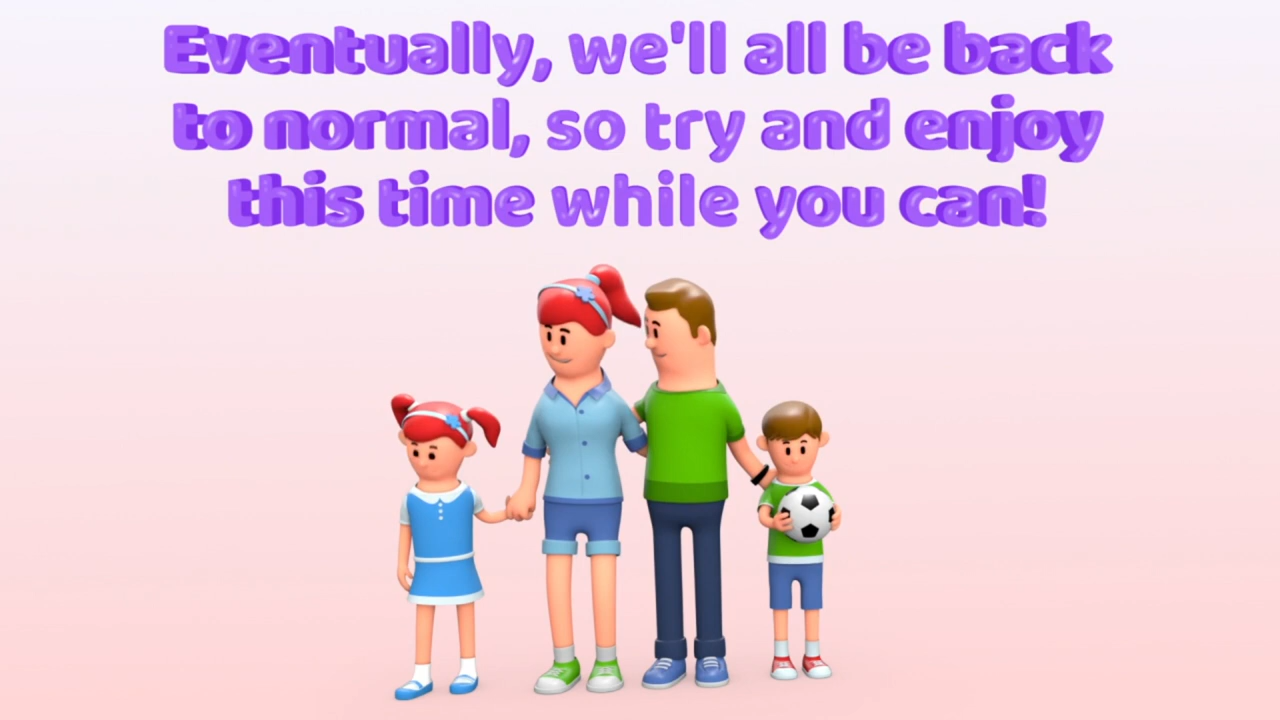 Eventually, we'll all be back
to normal, so try and enjoy
this time while you can!